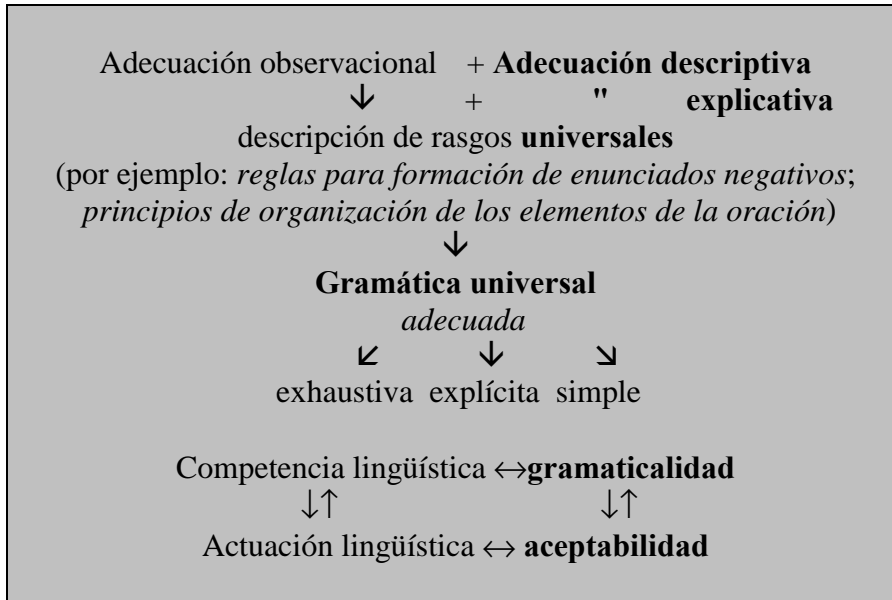 Adecuación observacional + Adecuación descriptiva
↓ + " explicativa
descripción de rasgos universales
(por ejemplo: reglas para formación de enunciados negativos;
principios de organización de los elementos de la oración)
↓
Gramática universal
adecuada
↙ ↓ ↘
exhaustiva explícita simple
Competencia lingüística ↔gramaticalidad
↓↑ ↓↑
Actuación lingüística ↔ aceptabilidad